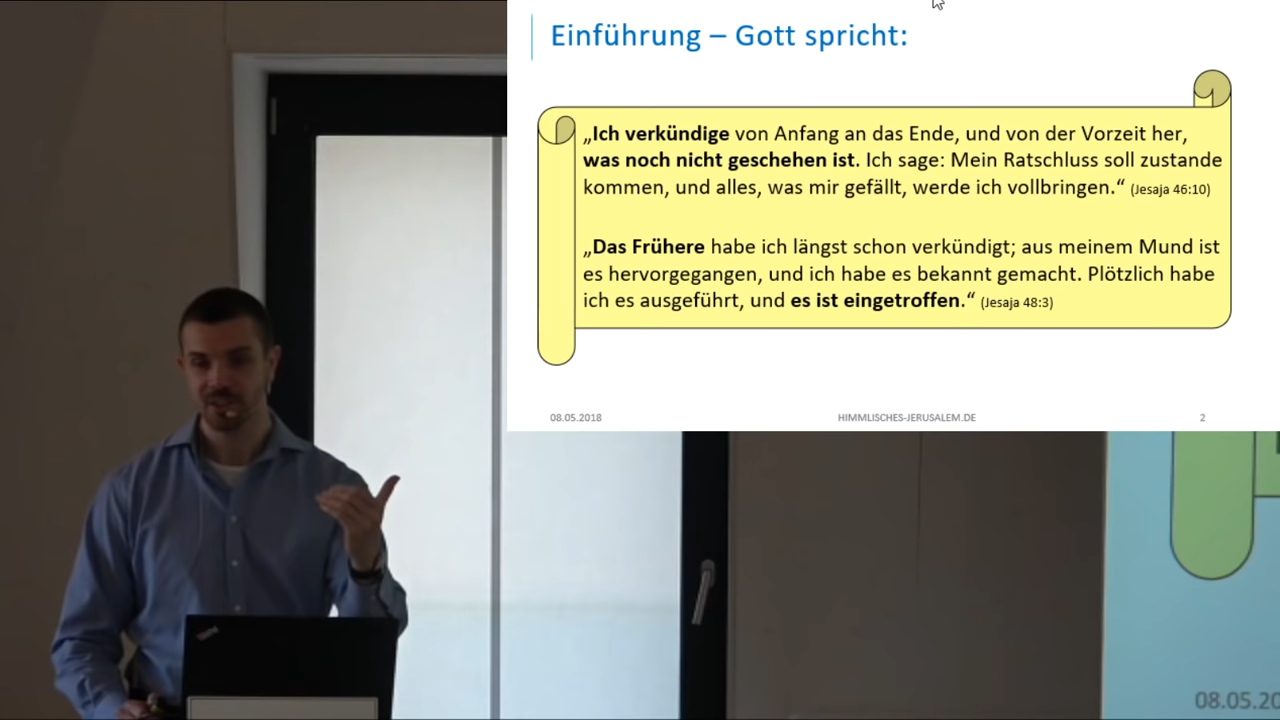 Einführung – Gott spricht:
„Ich verkündige von Anfang an das Ende, und von der Vorzeit her,
was noch nicht geschehen ist. Ich sage: Mein Ratschluss soll zustande
kommen, und alles, was mir gefällt, werde ich vollbringen.“ (Jesaja 46:10)
„Das Frühere habe ich längst schon verkündigt; aus meinem Mund ist
es hervorgegangen, und ich habe es bekannt gemacht. Plötzlich habe
ich es ausgeführt, und es ist eingetroffen.“ (Jesaja 48:3)
08.05.2018 HIMMLISCHES-JERUSALEM.DE 2
ThinkPad
08.05.20